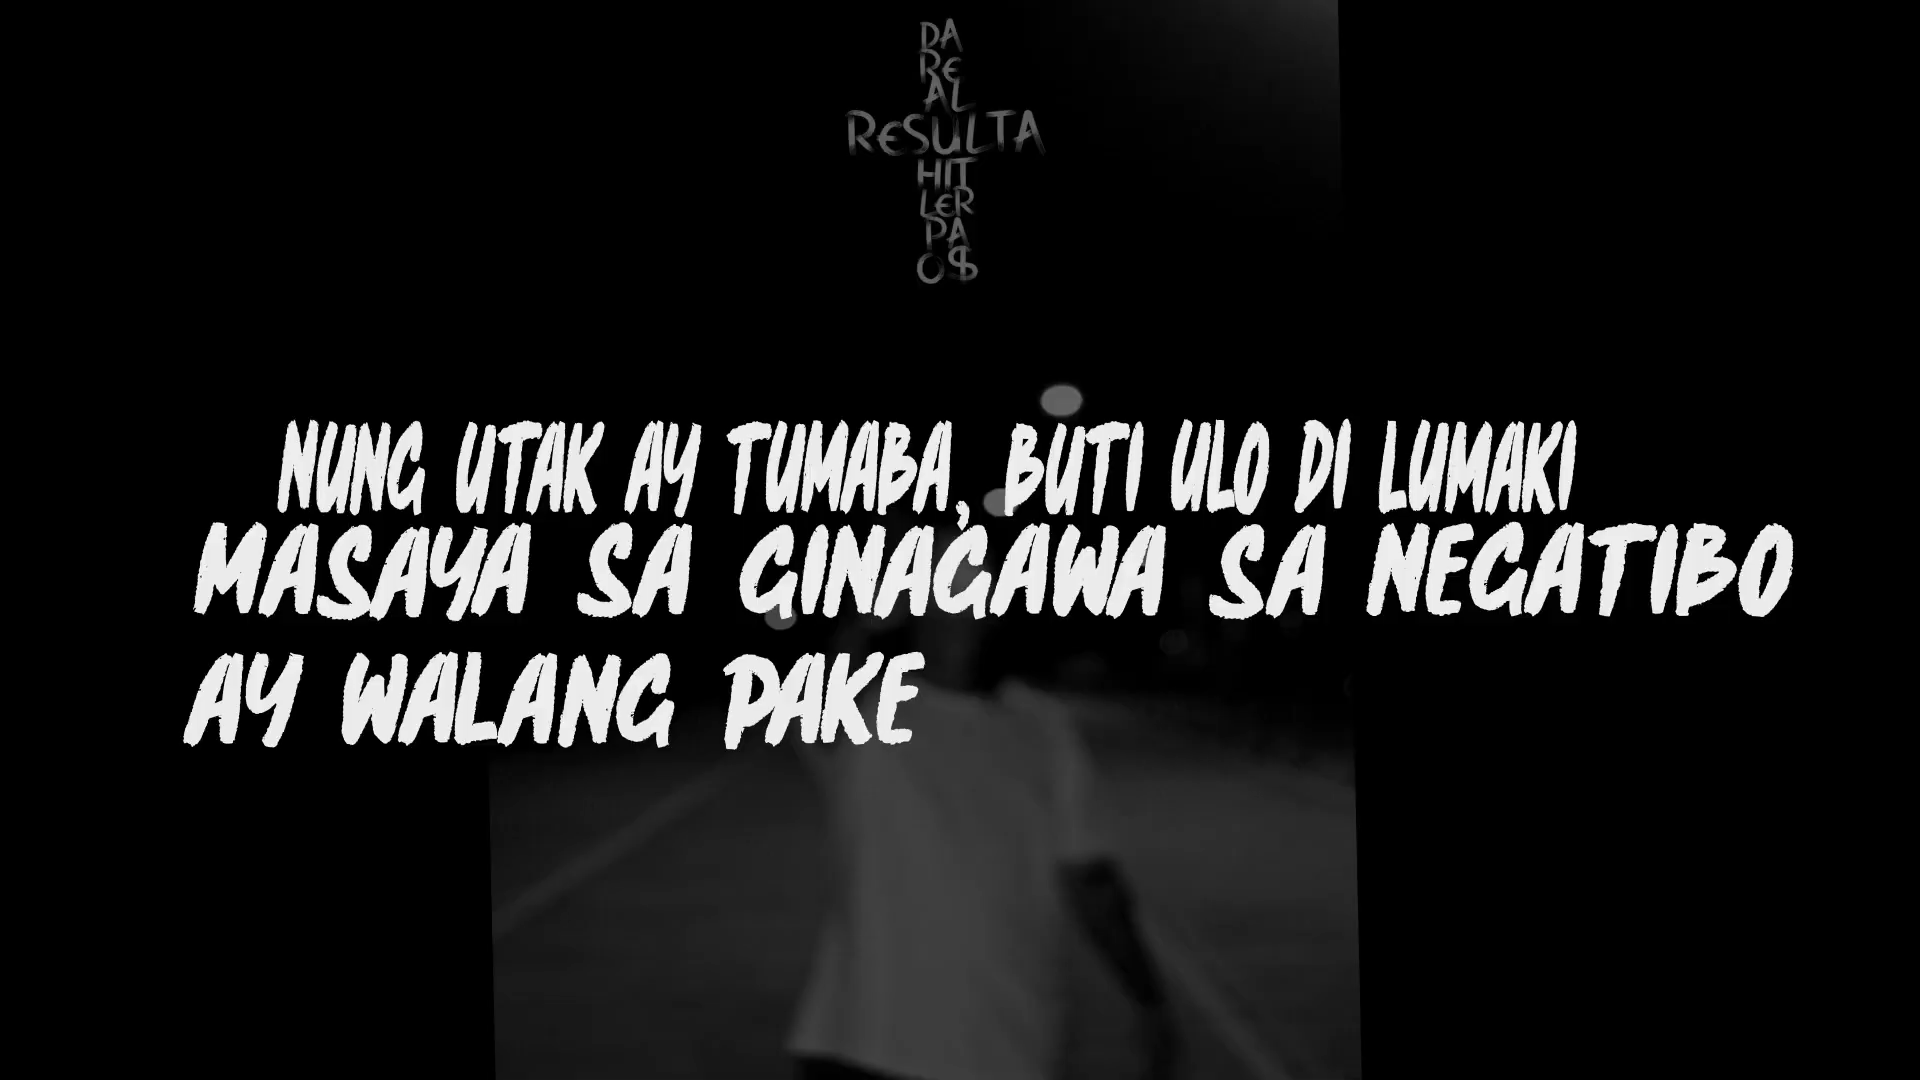 DA
RE
AL
RESULTA
HIT
LER
PA
O$
NUNG UTAK AY TUMABA, BUTI ULO DI LUMAKI
MASAYA SA GINAGAWA SA NEGATIBO
AY WALANG PAKE